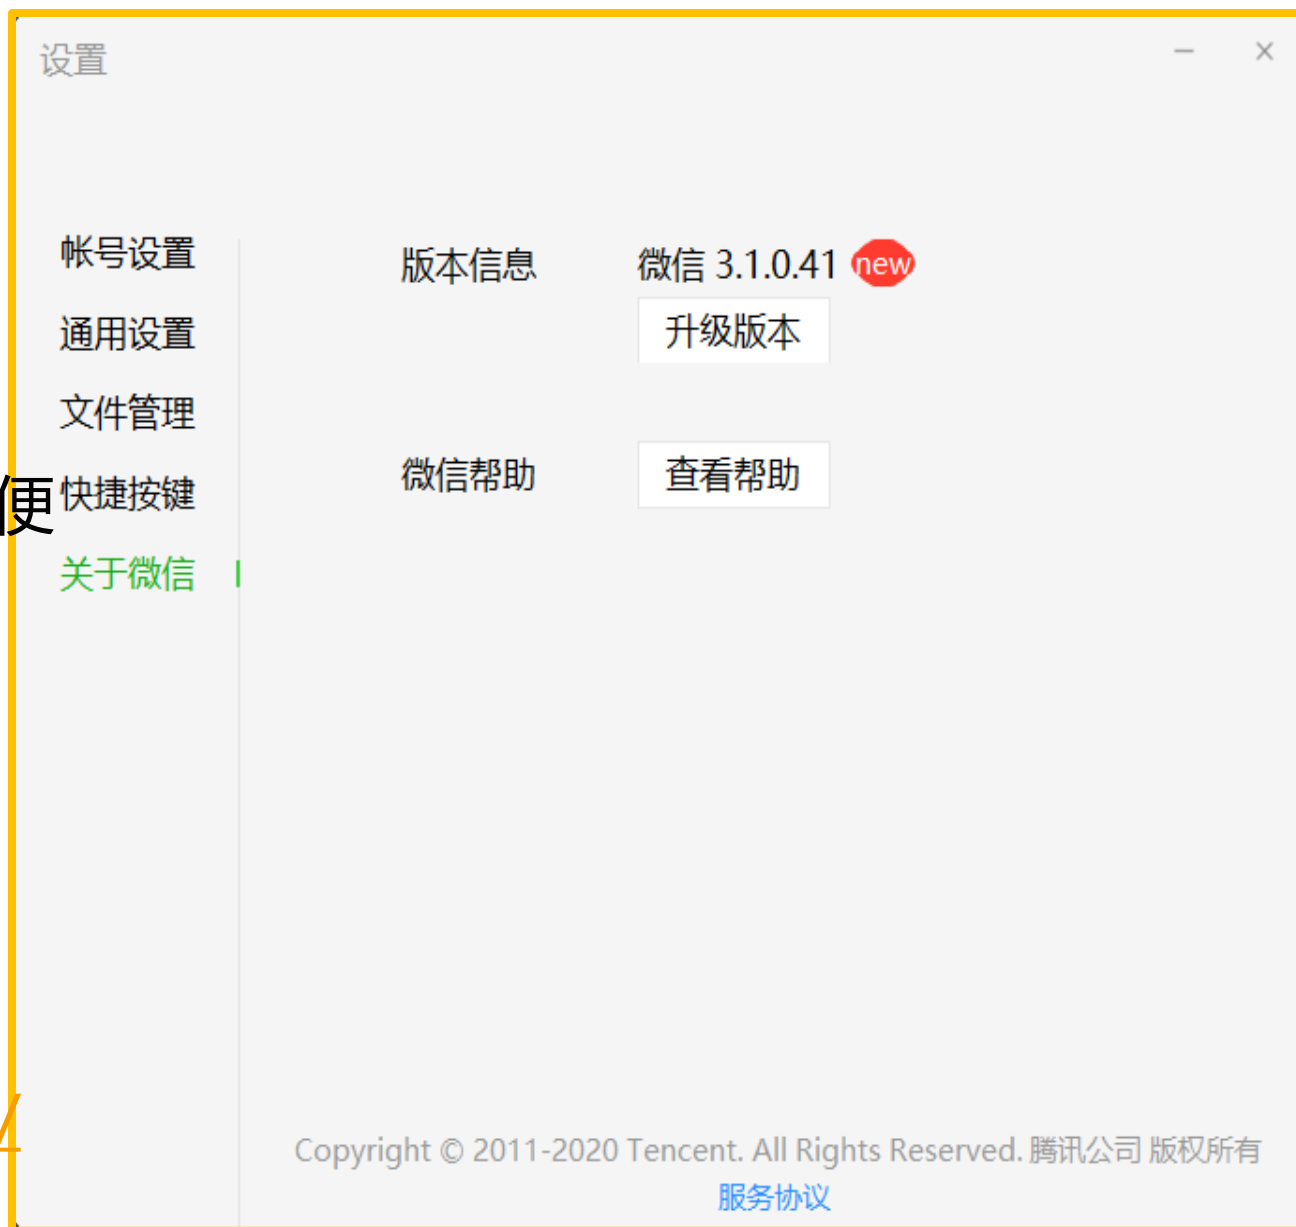 设置
帐号设置
通用设置
文件管理
便
快捷按键
关于微信
版本信息
微信 3.1.0.41 new
升级版本
微信帮助
查看帮助
Copyright © 2011-2020 Tencent. All Rights Reserved. 腾讯公司 版权所有
服务协议